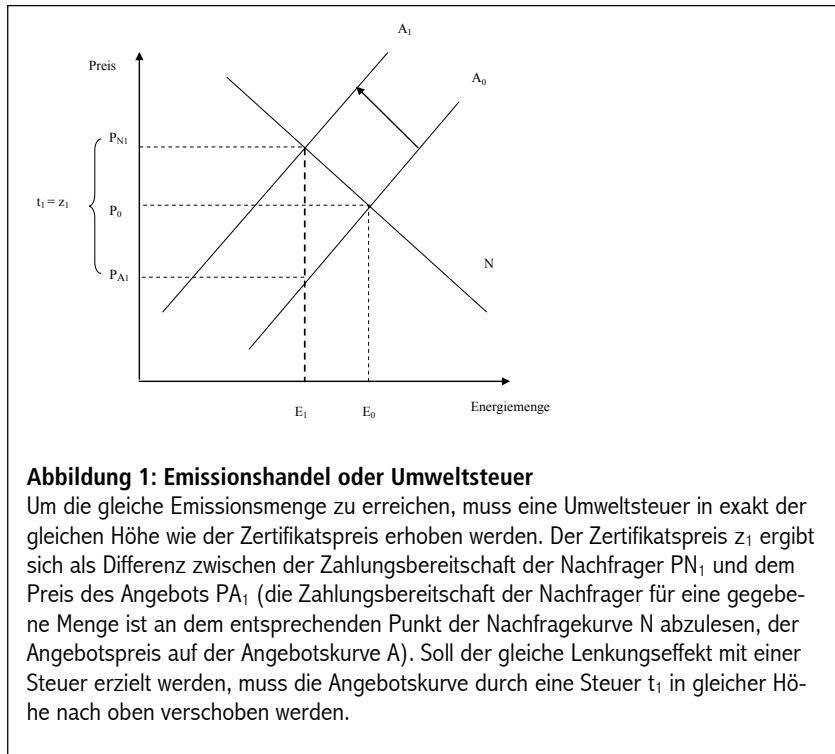 A₁
Preis
A₀
Pₙ₁
t₁ = z₁
P₀
Pₐ₁
N
E₁ E₀ Energiemenge
Abbildung 1: Emissionshandel oder Umweltsteuer
Um die gleiche Emissionsmenge zu erreichen, muss eine Umweltsteuer in exakt der
gleichen Höhe wie der Zertifikatspreis erhoben werden. Der Zertifikatspreis z₁ ergibt
sich als Differenz zwischen der Zahlungsbereitschaft der Nachfrager PN₁ und dem
Preis des Angebots PA₁ (die Zahlungsbereitschaft der Nachfrager für eine gegebe-
ne Menge ist an dem entsprechenden Punkt der Nachfragekurve N abzulesen, der
Angebotspreis auf der Angebotskurve A). Soll der gleiche Lenkungseffekt mit einer
Steuer erzielt werden, muss die Angebotskurve durch eine Steuer t₁ in gleicher Hö-
he nach oben verschoben werden.